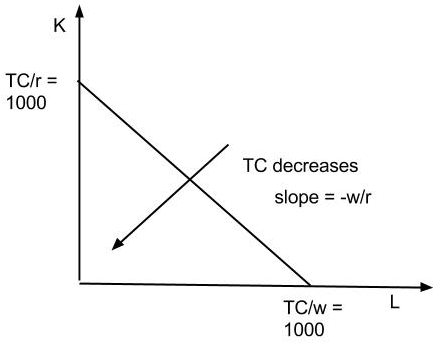 K
TC/r =
1000
TC decreases
slope = -w/r
TC/w =
1000
L